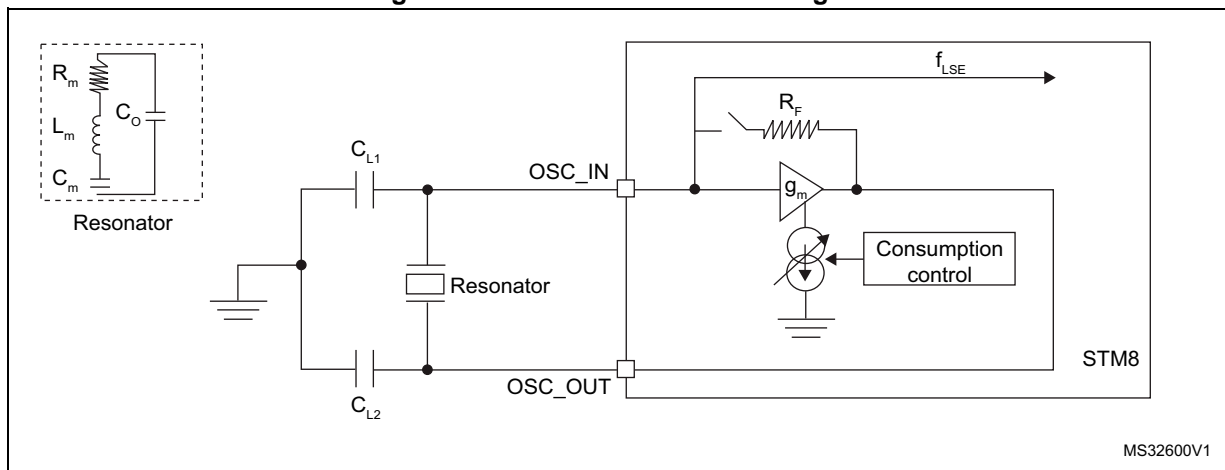 R_m
L_m
C_m
C_O
Resonator
C_L1
C_L2
Resonator
OSC_IN
OSC_OUT
f_LSE
R_F
g_m
Consumption
control
STM8
MS32600V1